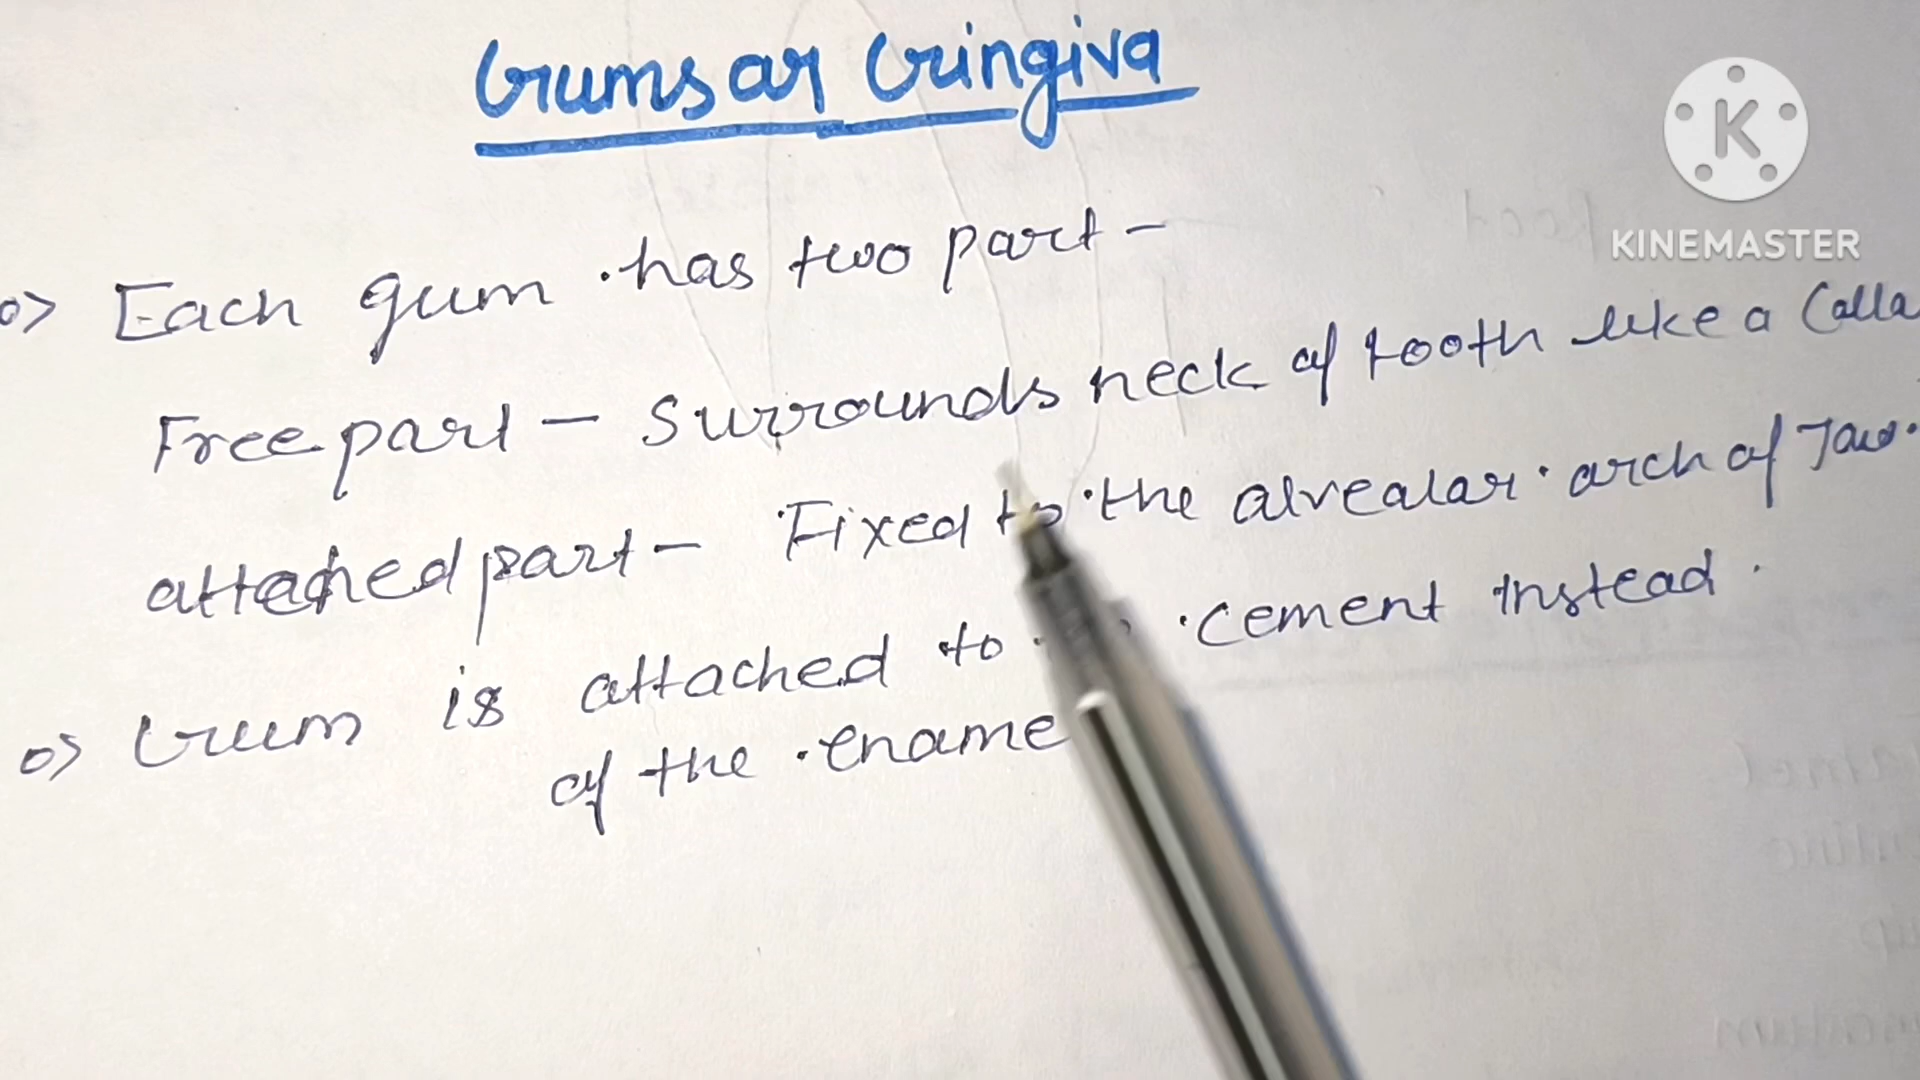 Gums or Gingiva
KINEMASTER
Each gum has two part -
Free part - Surrounds neck of tooth like a Colla
attached part - Fixed to the alvealar arch of Jaw.
Gum is attached to cement instead.
of the ename